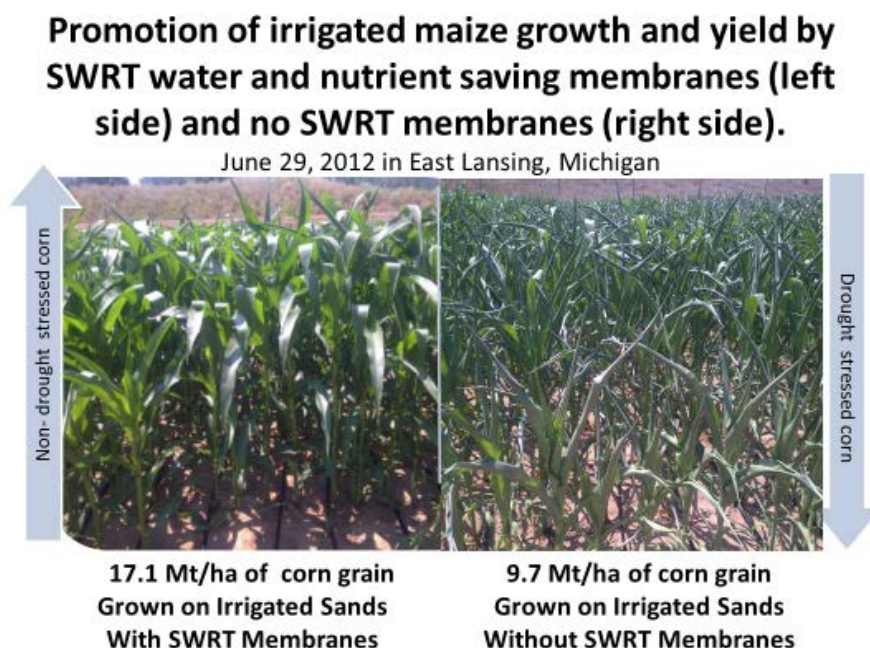 Promotion of irrigated maize growth and yield by
SWRT water and nutrient saving membranes (left
side) and no SWRT membranes (right side).
June 29, 2012 in East Lansing, Michigan
Non- drought stressed corn
Drought stressed corn
17.1 Mt/ha of corn grain
Grown on Irrigated Sands
With SWRT Membranes
9.7 Mt/ha of corn grain
Grown on Irrigated Sands
Without SWRT Membranes